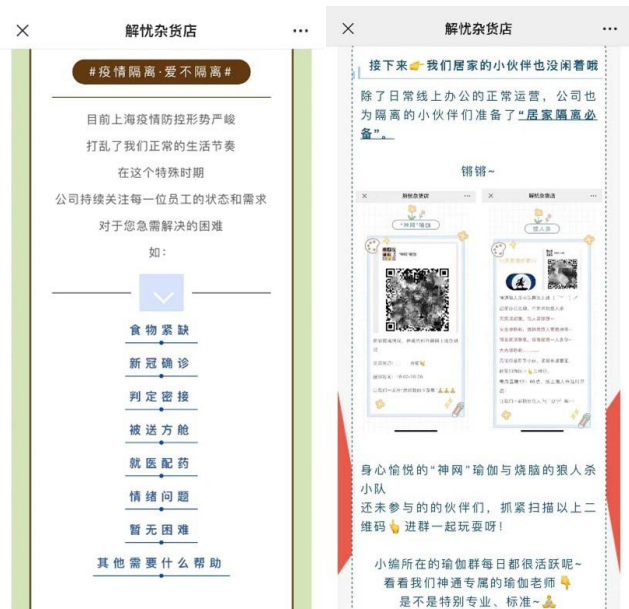 解忧杂货店
#疫情隔离·爱不隔离#
目前上海疫情防控形势严峻
打乱了我们正常的生活节奏
在这个特殊时期
公司持续关注每一位员工的状态和需求
对于您急需解决的困难
如：
食物紧缺
新冠确诊
判定密接
被送方舱
就医配药
情绪问题
暂无困难
其他需要什么帮助
解忧杂货店
接下来👉我们居家的小伙伴也没闲着哦
除了日常线上办公的正常运营，公司也
为隔离的小伙伴们准备了"居家隔离必
备"。
锵锵~
解忧杂货店
"神网"瑜伽
解忧杂货店
狼人杀
身心愉悦的"神网"瑜伽与烧脑的狼人杀
小队
还未参与的的伙伴们，抓紧扫描以上二
维码👆进群一起玩耍呀！
小编所在的瑜伽群每日都很活跃呢~
看看我们神通专属的瑜伽老师👇
是不是特别专业、标准~🧘